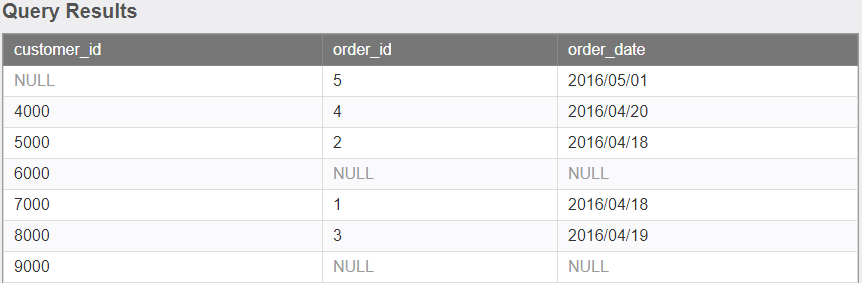 Query Results
customer_id order_id order_date
NULL 5 2016/05/01
4000 4 2016/04/20
5000 2 2016/04/18
6000 NULL NULL
7000 1 2016/04/18
8000 3 2016/04/19
9000 NULL NULL